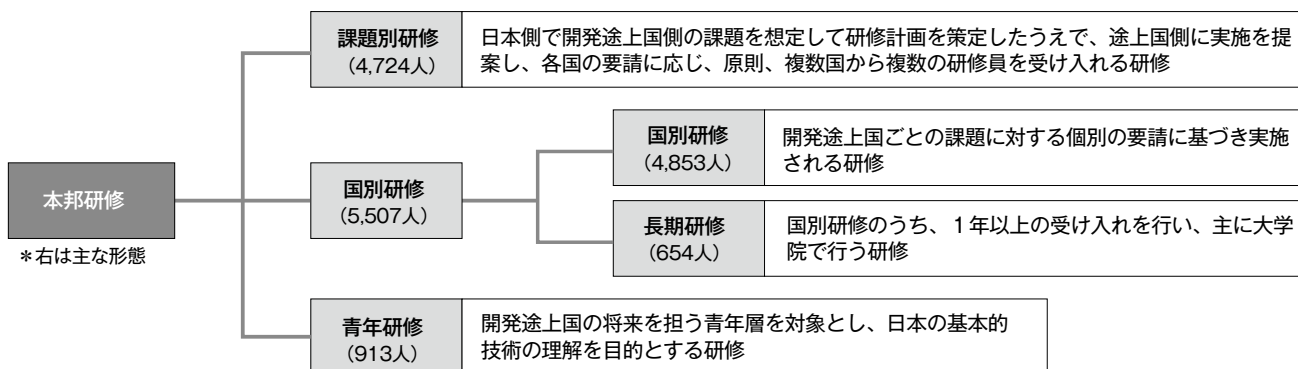 課題別研修
(4,724人)
日本側で開発途上国側の課題を想定して研修計画を策定したうえで、途上国側に実施を提
案し、各国の要請に応じ、原則、複数国から複数の研修員を受け入れる研修
本邦研修
＊右は主な形態
国別研修
(5,507人)
国別研修
(4,853人)
開発途上国ごとの課題に対する個別の要請に基づき実施
される研修
長期研修
(654人)
国別研修のうち、1年以上の受け入れを行い、主に大学
院で行う研修
青年研修
(913人)
開発途上国の将来を担う青年層を対象とし、日本の基本的
技術の理解を目的とする研修